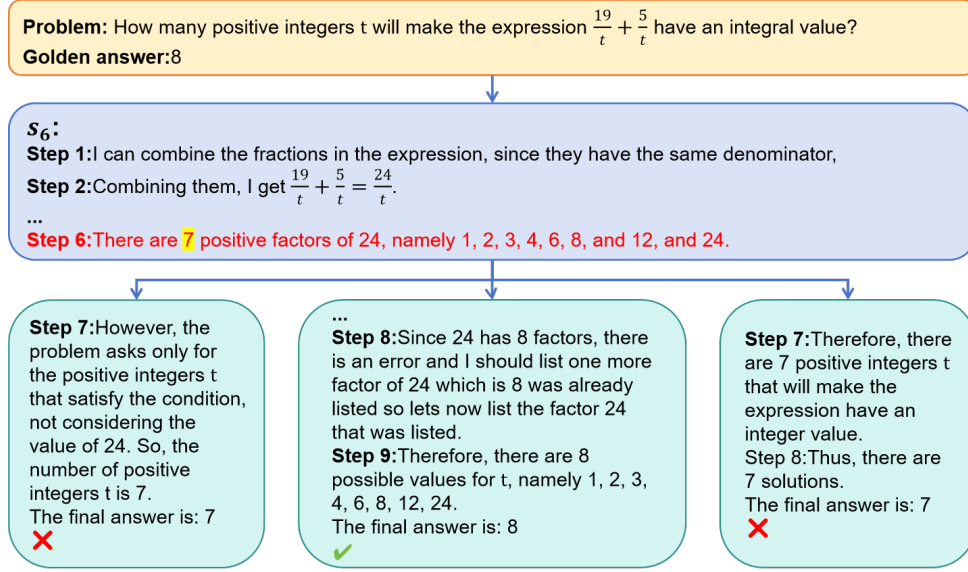 Problem: How many positive integers t will make the expression 19/t + 5/t have an integral value?
Golden answer:8
s₆:
Step 1:I can combine the fractions in the expression, since they have the same denominator,
Step 2:Combining them, I get 19/t + 5/t = 24/t.
...
Step 6:There are 7 positive factors of 24, namely 1, 2, 3, 4, 6, 8, and 12, and 24.
Step 7:However, the
problem asks only for
the positive integers t
that satisfy the condition,
not considering the
value of 24. So, the
number of positive
integers t is 7.
The final answer is: 7
...
Step 8:Since 24 has 8 factors, there
is an error and I should list one more
factor of 24 which is 8 was already
listed so lets now list the factor 24
that was listed.
Step 9:Therefore, there are 8
possible values for t, namely 1, 2, 3,
4, 6, 8, 12, 24.
The final answer is: 8
Step 7:Therefore, there
are 7 positive integers t
that will make the
expression have an
integer value.
Step 8:Thus, there are
7 solutions.
The final answer is: 7